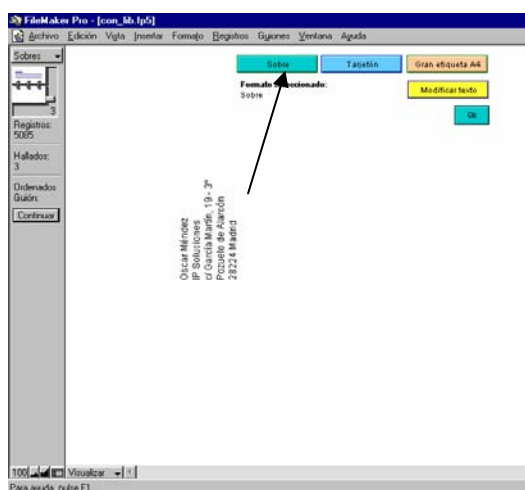 FileMaker Pro - [con_lib.fp5]
Archivo Edición Vista Insertar Formato Registros Guiones Ventana Ayuda
Sobres
3
Registros:
5085
Hallados:
3
Ordenados
Guión:
Continuar
Sobre Tarjetón Gran etiqueta A4
Formato seleccionado:
Sobre
Modificar texto
Ok
Oscar Méndez
IP Soluciones
c/ García Martín, 19 - 3º
Pozuelo de Alarcón
28224 Madrid
100 Visualizar
Para ayuda, pulse F1